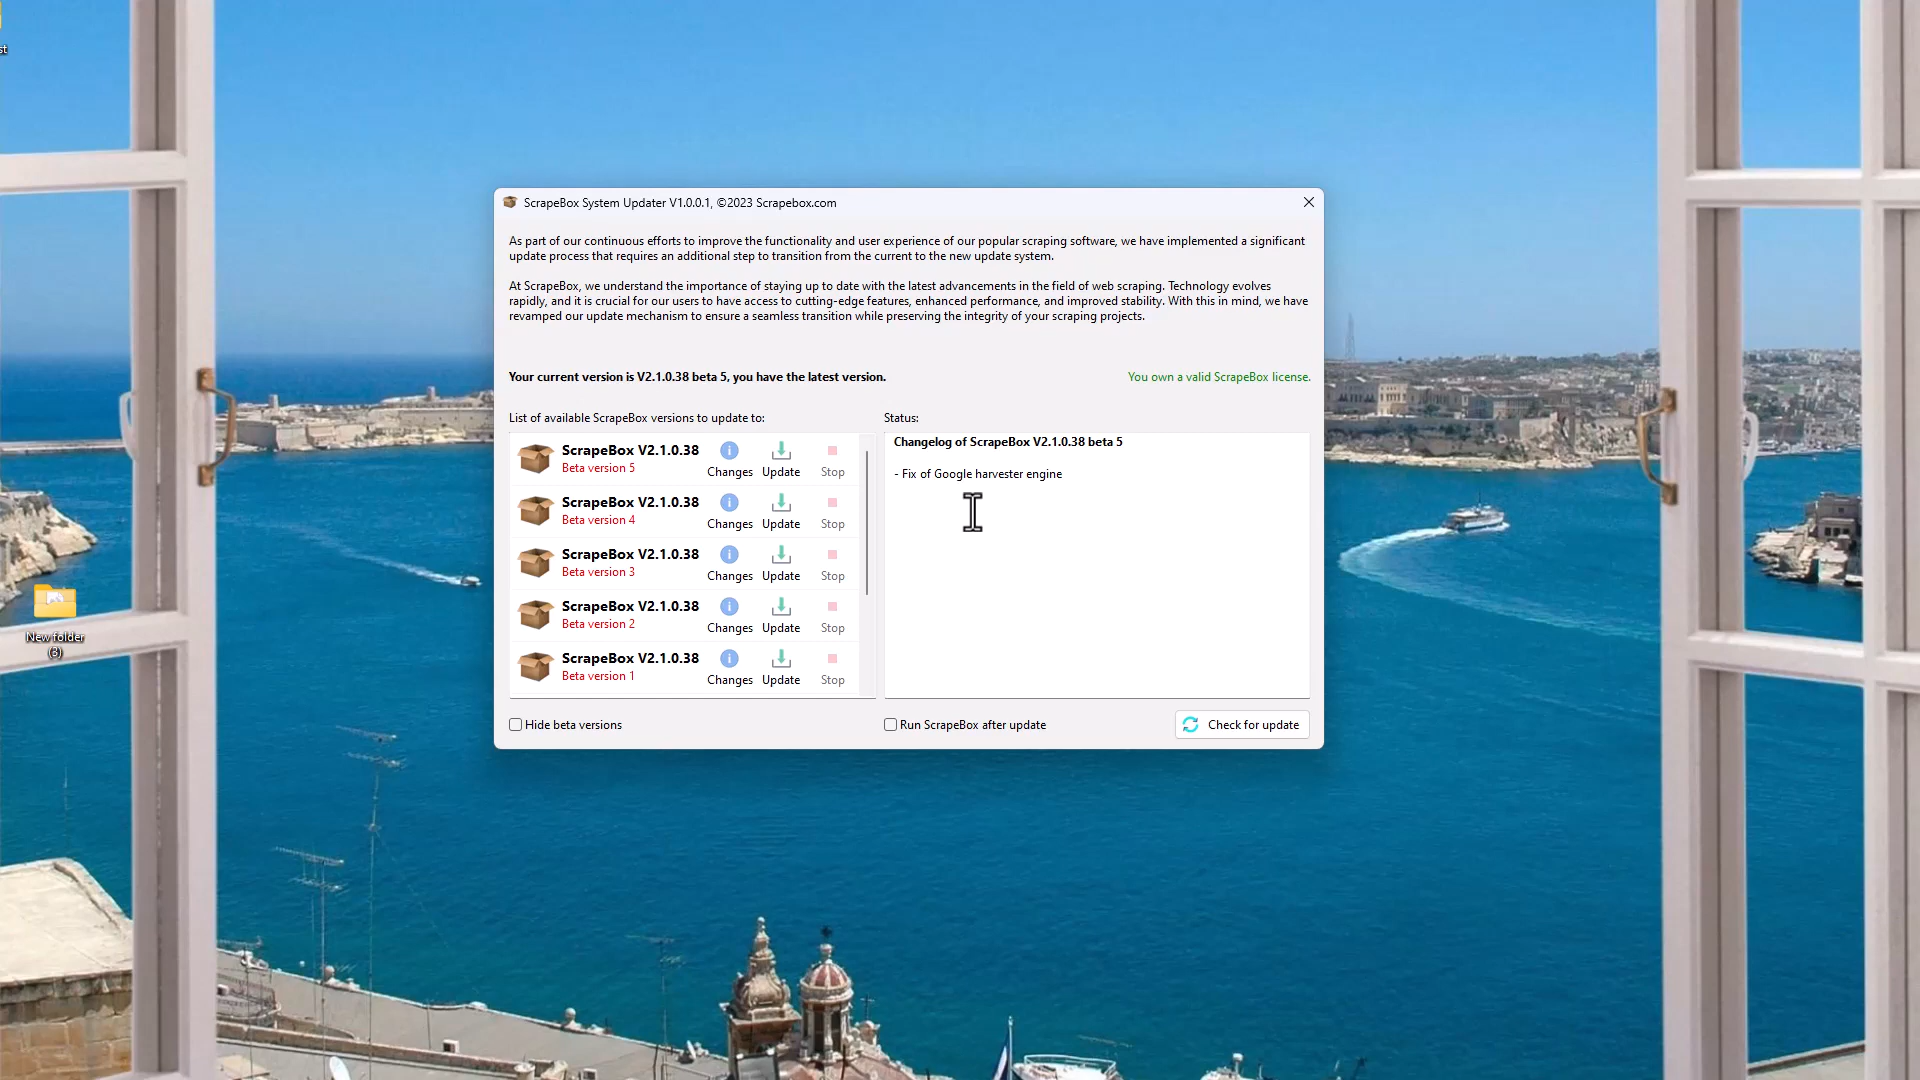 st
ScrapeBox System Updater V1.0.0.1, ©2023 Scrapebox.com
As part of our continuous efforts to improve the functionality and user experience of our popular scraping software, we have implemented a significant
update process that requires an additional step to transition from the current to the new update system.
At ScrapeBox, we understand the importance of staying up to date with the latest advancements in the field of web scraping. Technology evolves
rapidly, and it is crucial for our users to have access to cutting-edge features, enhanced performance, and improved stability. With this in mind, we have
revamped our update mechanism to ensure a seamless transition while preserving the integrity of your scraping projects.
Your current version is V2.1.0.38 beta 5, you have the latest version.
You own a valid ScrapeBox license.
List of available ScrapeBox versions to update to:
ScrapeBox V2.1.0.38
Beta version 5
Changes Update Stop
ScrapeBox V2.1.0.38
Beta version 4
Changes Update Stop
ScrapeBox V2.1.0.38
Beta version 3
Changes Update Stop
ScrapeBox V2.1.0.38
Beta version 2
Changes Update Stop
ScrapeBox V2.1.0.38
Beta version 1
Changes Update Stop
Status:
Changelog of ScrapeBox V2.1.0.38 beta 5
- Fix of Google harvester engine
Hide beta versions
Run ScrapeBox after update
Check for update
New folder
(3)